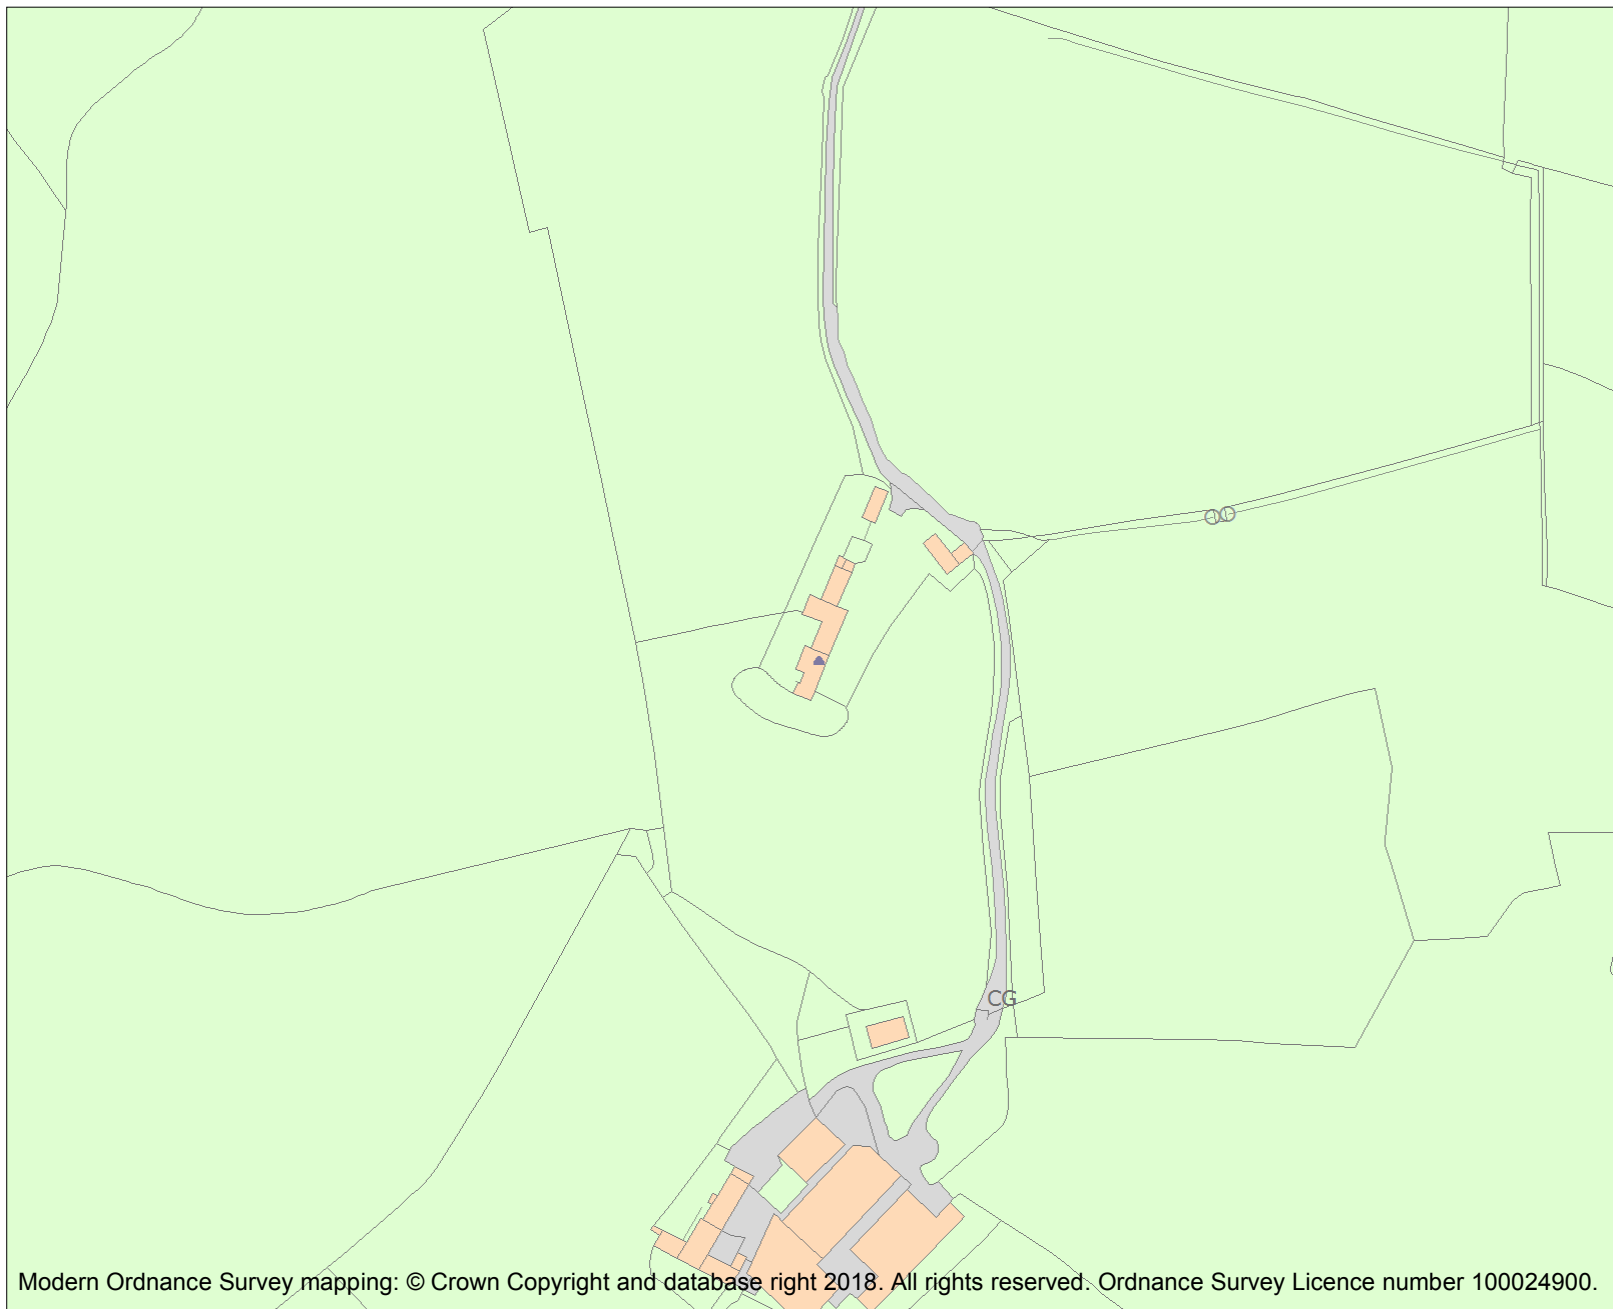 CG
Modern Ordnance Survey mapping: © Crown Copyright and database right 2018. All rights reserved. Ordnance Survey Licence number 100024900.